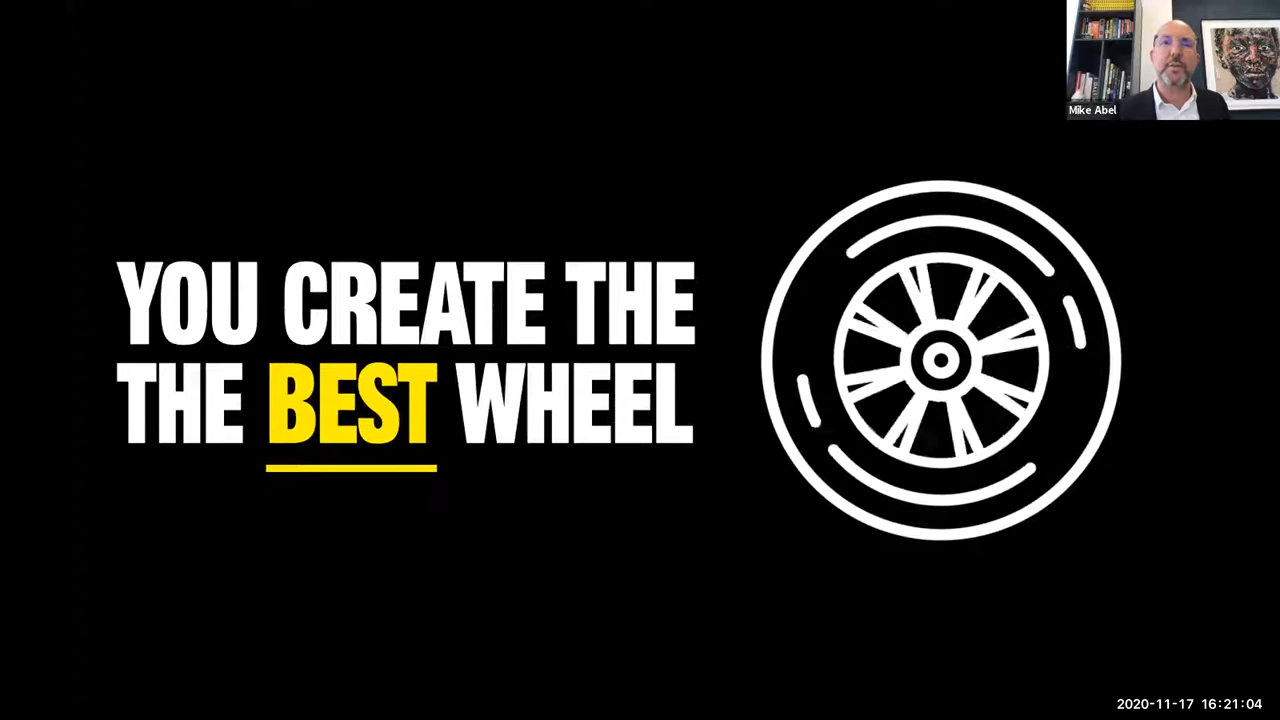 Mike Abel
YOU CREATE THE
THE BEST WHEEL
2020-11-17 16:21:04